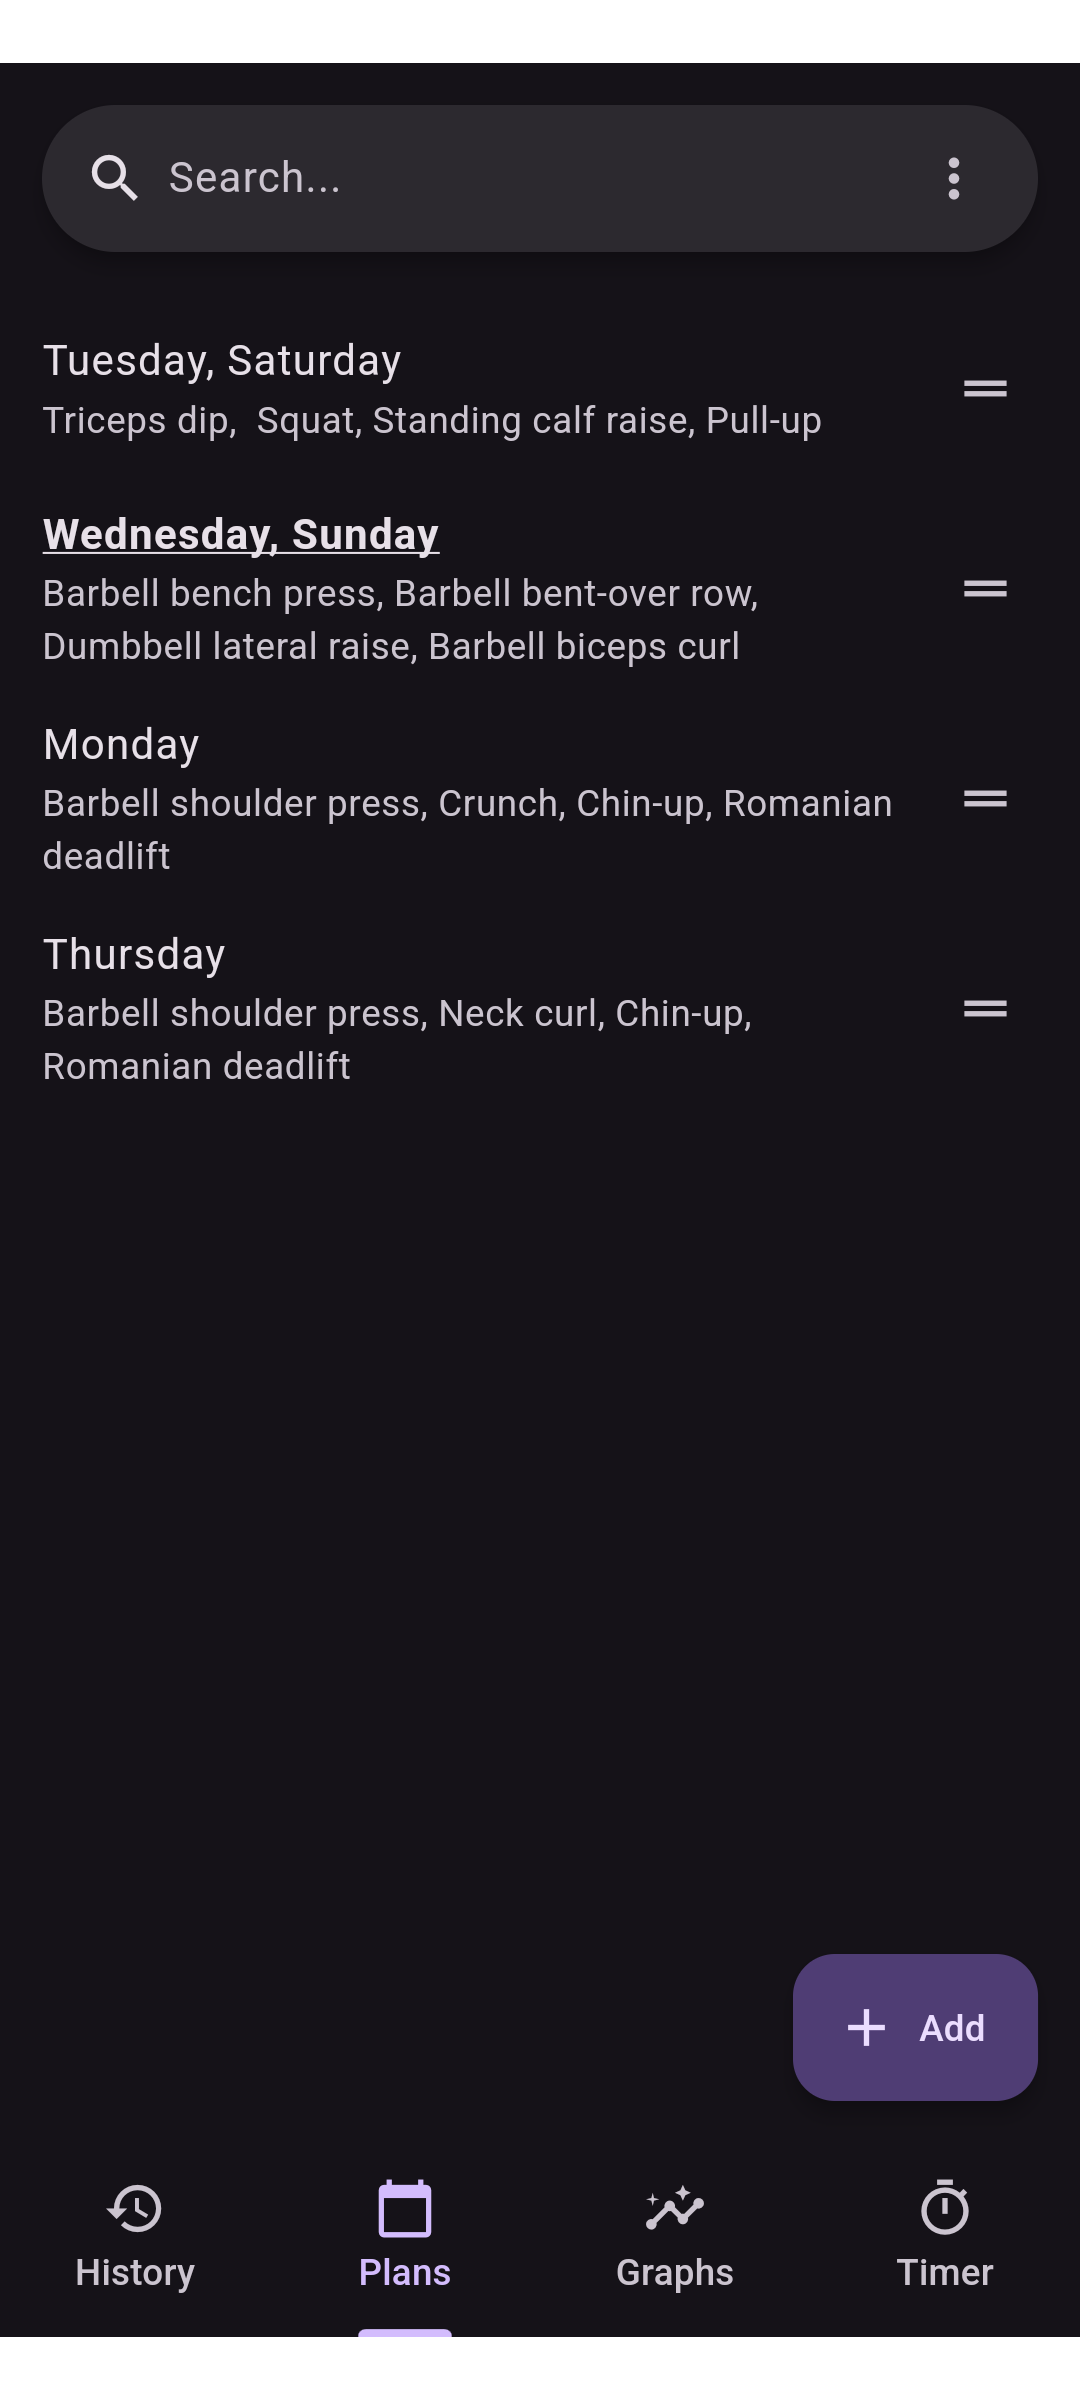 Search...
Tuesday, Saturday
Triceps dip,  Squat, Standing calf raise, Pull-up
Wednesday, Sunday
Barbell bench press, Barbell bent-over row,
Dumbbell lateral raise, Barbell biceps curl
Monday
Barbell shoulder press, Crunch, Chin-up, Romanian
deadlift
Thursday
Barbell shoulder press, Neck curl, Chin-up,
Romanian deadlift
Add
History
Plans
Graphs
Timer